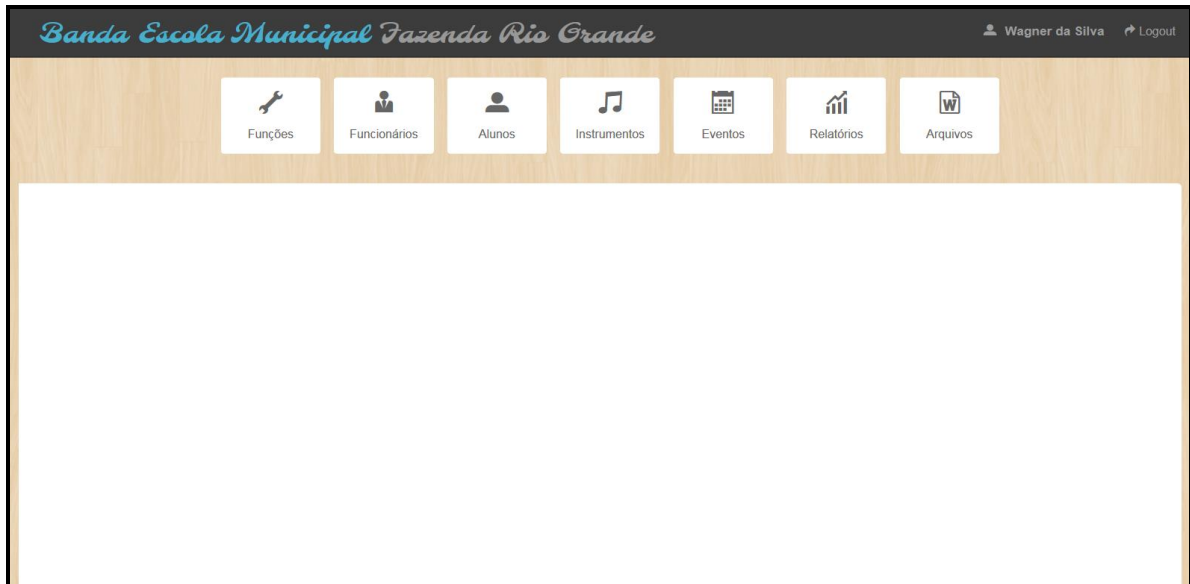 Banda Escola Municipal Fazenda Rio Grande
Wagner da Silva Logout
Funções Funcionários Alunos Instrumentos Eventos Relatórios Arquivos